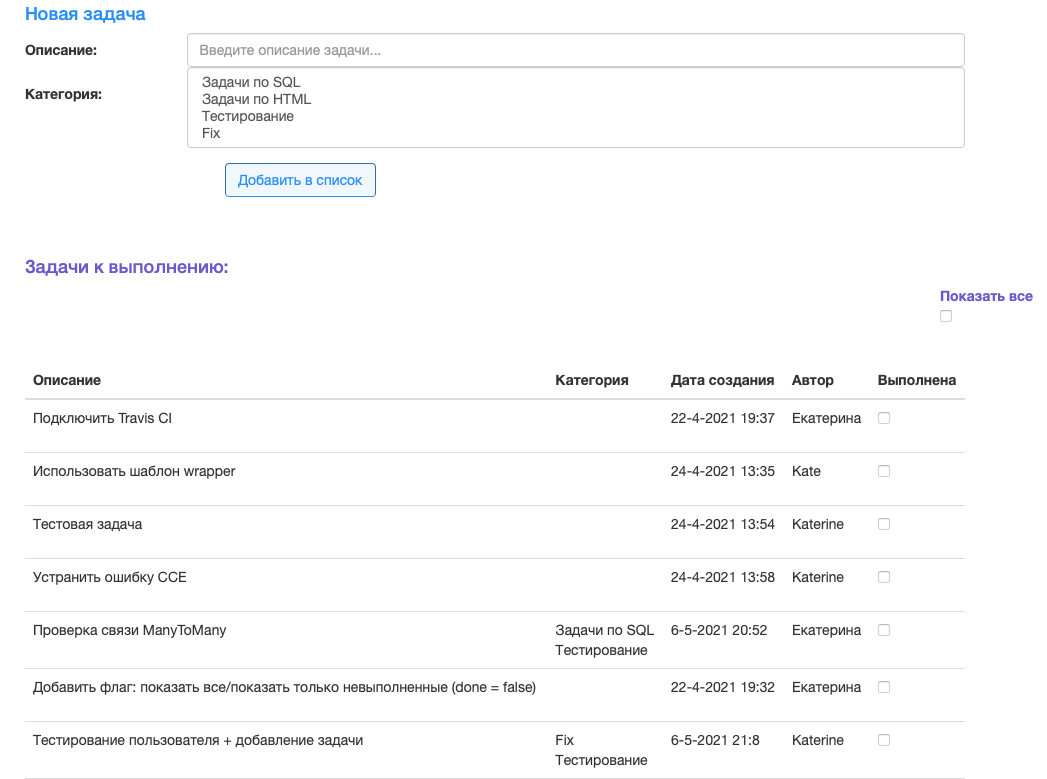 Новая задача
Описание: Введите описание задачи...
Категория: Задачи по SQL
Задачи по HTML
Тестирование
Fix
Добавить в список
Задачи к выполнению:
Показать все
Описание Категория Дата создания Автор Выполнена
Подключить Travis CI 22-4-2021 19:37 Екатерина
Использовать шаблон wrapper 24-4-2021 13:35 Kate
Тестовая задача 24-4-2021 13:54 Katerine
Устранить ошибку CCE 24-4-2021 13:58 Katerine
Проверка связи ManyToMany Задачи по SQL 6-5-2021 20:52 Екатерина
Тестирование
Добавить флаг: показать все/показать только невыполненные (done = false) 22-4-2021 19:32 Екатерина
Тестирование пользователя + добавление задачи Fix 6-5-2021 21:8 Katerine
Тестирование